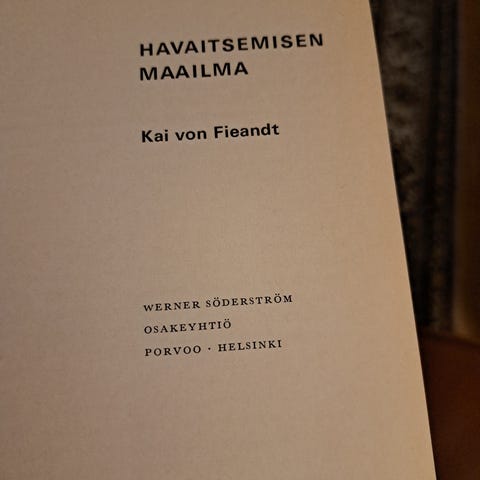 HAVAITSEMISEN
MAAILMA
Kai von Fieandt
WERNER SÖDERSTRÖM
OSAKEYHTIÖ
PORVOO · HELSINKI